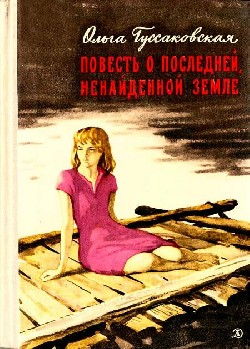 Ольга Гуссаковская
ПОВЕСТЬ О ПОСЛЕДНЕЙ
НЕНАЙДЕННОЙ ЗЕМЛЕ